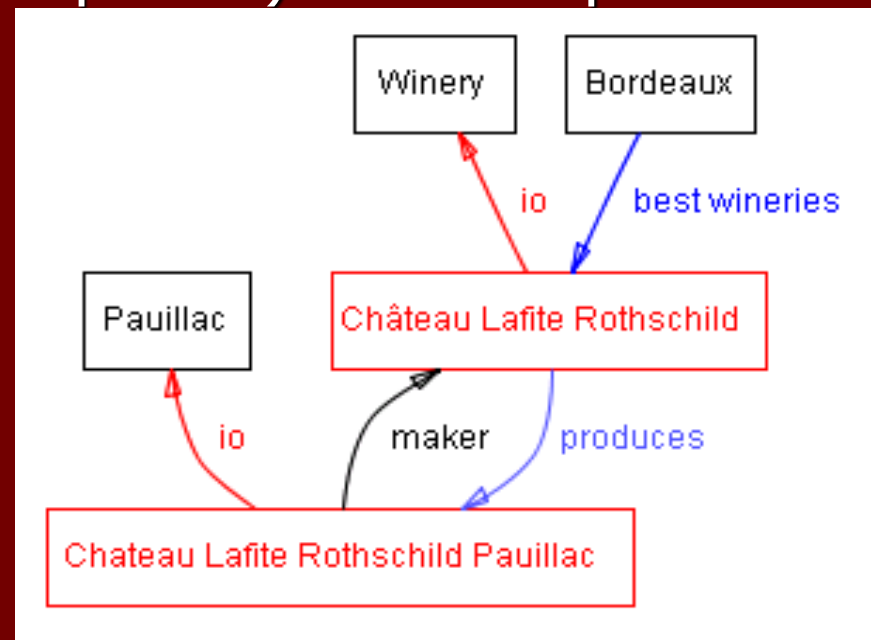 Winery
Bordeaux
io
best wineries
Pauillac
Château Lafite Rothschild
io
maker
produces
Chateau Lafite Rothschild Pauillac